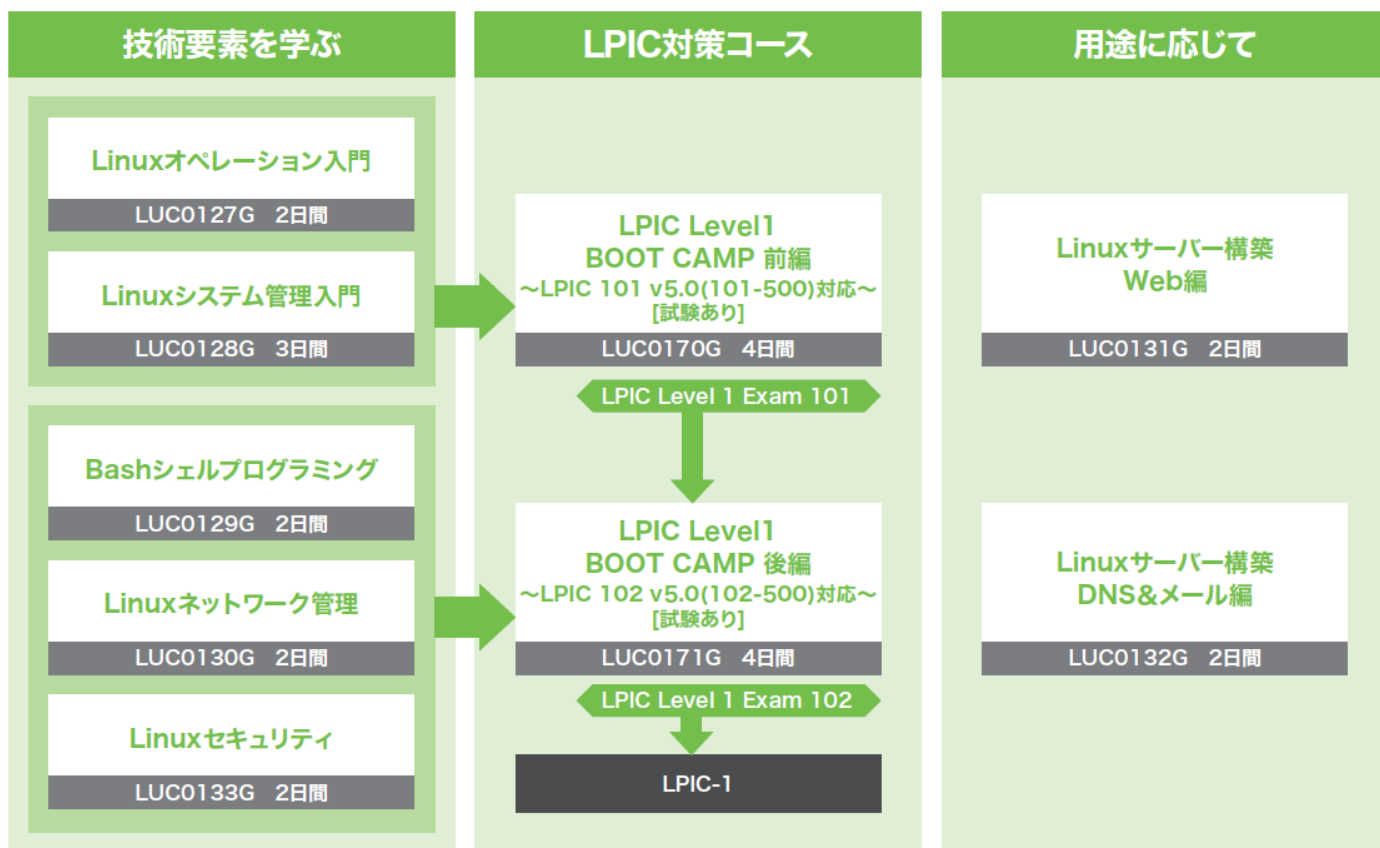 技術要素を学ぶ
Linuxオペレーション入門
LUC0127G 2日間
Linuxシステム管理入門
LUC0128G 3日間
Bashシェルプログラミング
LUC0129G 2日間
Linuxネットワーク管理
LUC0130G 2日間
Linuxセキュリティ
LUC0133G 2日間
LPIC対策コース
LPIC Level1
BOOT CAMP 前編
～LPIC 101 v5.0(101-500)対応～
[試験あり]
LUC0170G 4日間
LPIC Level 1 Exam 101
LPIC Level1
BOOT CAMP 後編
～LPIC 102 v5.0(102-500)対応～
[試験あり]
LUC0171G 4日間
LPIC Level 1 Exam 102
LPIC-1
用途に応じて
Linuxサーバー構築
Web編
LUC0131G 2日間
Linuxサーバー構築
DNS&メール編
LUC0132G 2日間